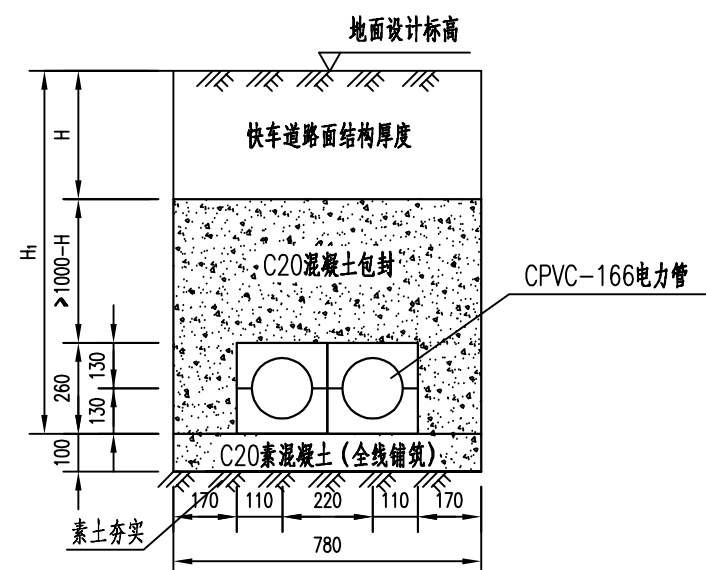 地面设计标高
快车道路面结构厚度
H
H₁
>1000-H
C20混凝土包封
CPVC-166电力管
130
260
130
100
C20素混凝土（全线铺筑）
170 110 220 110 170
素土夯实
780